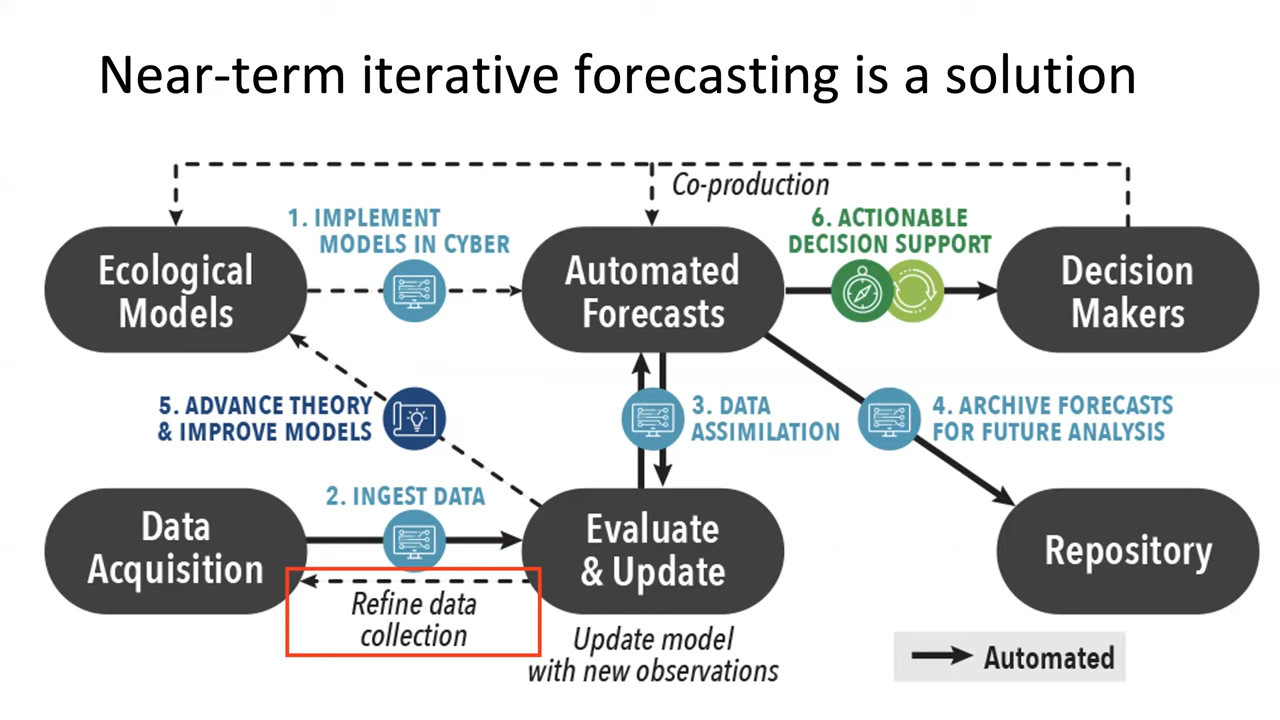 Near-term iterative forecasting is a solution
Co-production
1. IMPLEMENT
MODELS IN CYBER
6. ACTIONABLE
DECISION SUPPORT
Ecological
Models
Automated
Forecasts
Decision
Makers
5. ADVANCE THEORY
& IMPROVE MODELS
3. DATA
ASSIMILATION
4. ARCHIVE FORECASTS
FOR FUTURE ANALYSIS
2. INGEST DATA
Data
Acquisition
Evaluate
& Update
Repository
Refine data
collection
Update model
with new observations
Automated